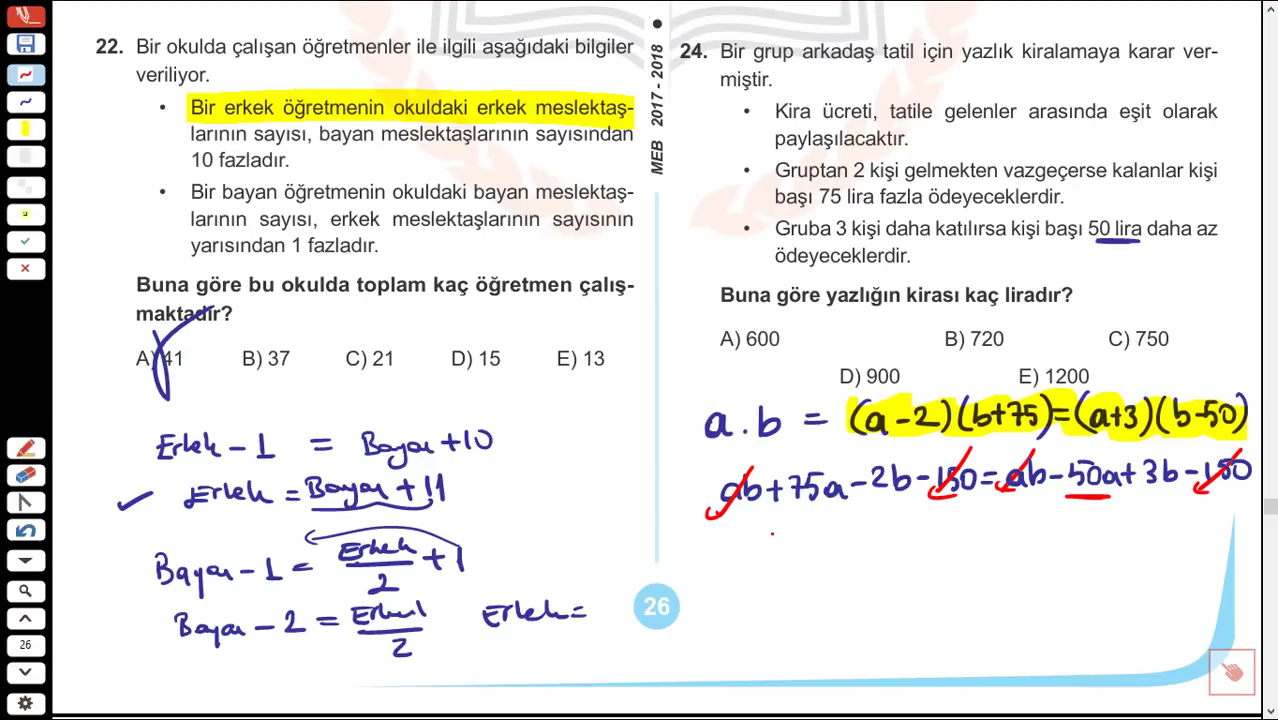 22. Bir okulda çalışan öğretmenler ile ilgili aşağıdaki bilgiler
veriliyor.
• Bir erkek öğretmenin okuldaki erkek meslektaş-
larının sayısı, bayan meslektaşlarının sayısından
10 fazladır.
• Bir bayan öğretmenin okuldaki bayan meslektaş-
larının sayısı, erkek meslektaşlarının sayısının
yarısından 1 fazladır.
Buna göre bu okulda toplam kaç öğretmen çalış-
maktadır?
A) 41 B) 37 C) 21 D) 15 E) 13
Erkek - 1 = Bayan + 10
Erkek = Bayan + 11
Bayan - 1 = Erkek/2 + 1
Bayan - 2 = Erkek/2 Erkek =
MEB 2017 - 2018
26
24. Bir grup arkadaş tatil için yazlık kiralamaya karar ver-
miştir.
• Kira ücreti, tatile gelenler arasında eşit olarak
paylaşılacaktır.
• Gruptan 2 kişi gelmekten vazgeçerse kalanlar kişi
başı 75 lira fazla ödeyeceklerdir.
• Gruba 3 kişi daha katılırsa kişi başı 50 lira daha az
ödeyeceklerdir.
Buna göre yazlığın kirası kaç liradır?
A) 600 B) 720 C) 750
D) 900 E) 1200
a.b = (a-2)(b+75)=(a+3)(b-50)
ab+75a-2b-150=ab-50a+3b-150
26